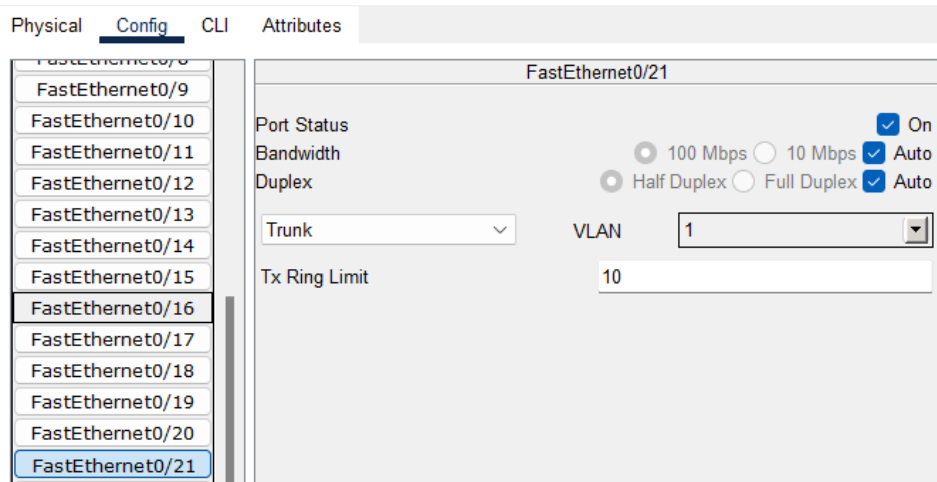 Physical Config CLI Attributes
FastEthernet0/9
FastEthernet0/10
FastEthernet0/11
FastEthernet0/12
FastEthernet0/13
FastEthernet0/14
FastEthernet0/15
FastEthernet0/16
FastEthernet0/17
FastEthernet0/18
FastEthernet0/19
FastEthernet0/20
FastEthernet0/21
FastEthernet0/21
Port Status On
Bandwidth 100 Mbps 10 Mbps Auto
Duplex Half Duplex Full Duplex Auto
Trunk VLAN 1
Tx Ring Limit 10